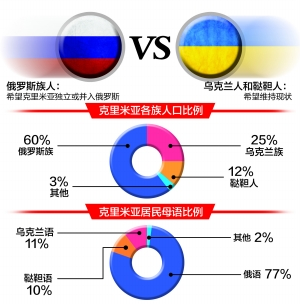 VS
俄罗斯族人：
希望克里米亚独立或并入俄罗斯
乌克兰人和鞑靼人：
希望维持现状
克里米亚各族人口比例
60%
俄罗斯族
25%
乌克兰族
3%
其他
12%
鞑靼人
克里米亚居民母语比例
乌克兰语
11%
其他 2%
鞑靼语
10%
俄语 77%